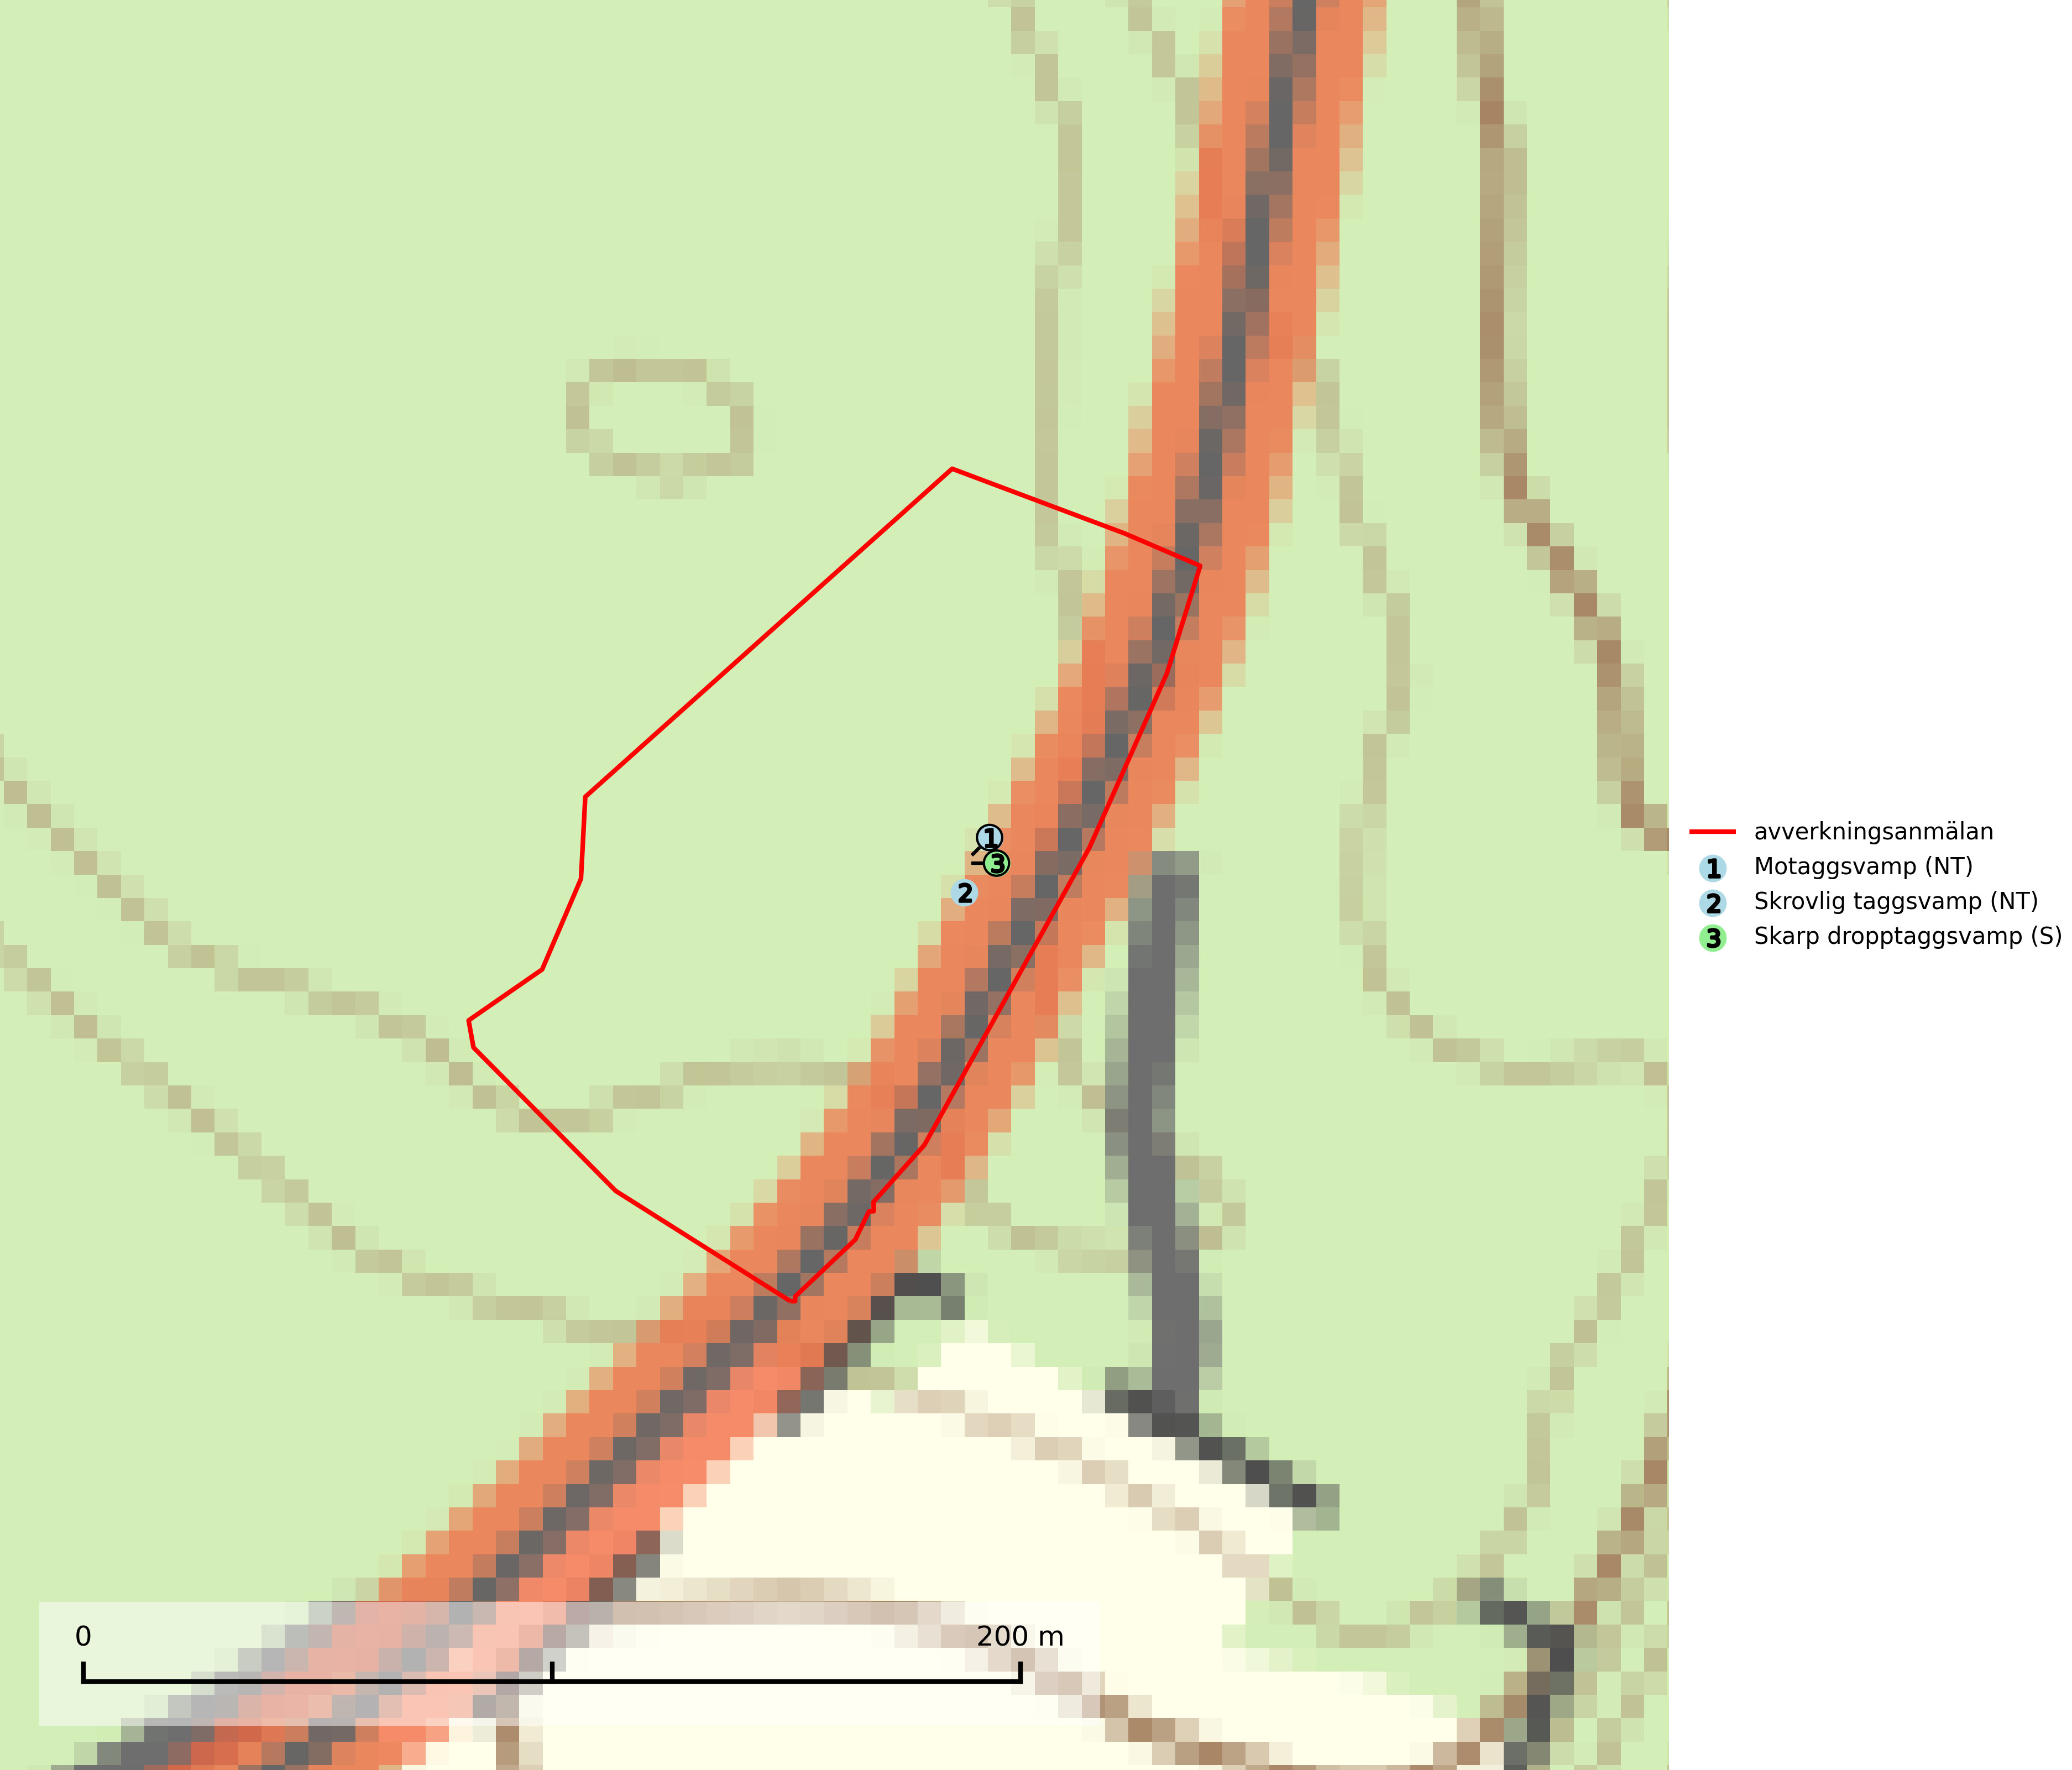 1
3
2
avverkningsanmälan
1 Motaggsvamp (NT)
2 Skrovlig taggsvamp (NT)
3 Skarp dropptaggsvamp (S)
0 200 m